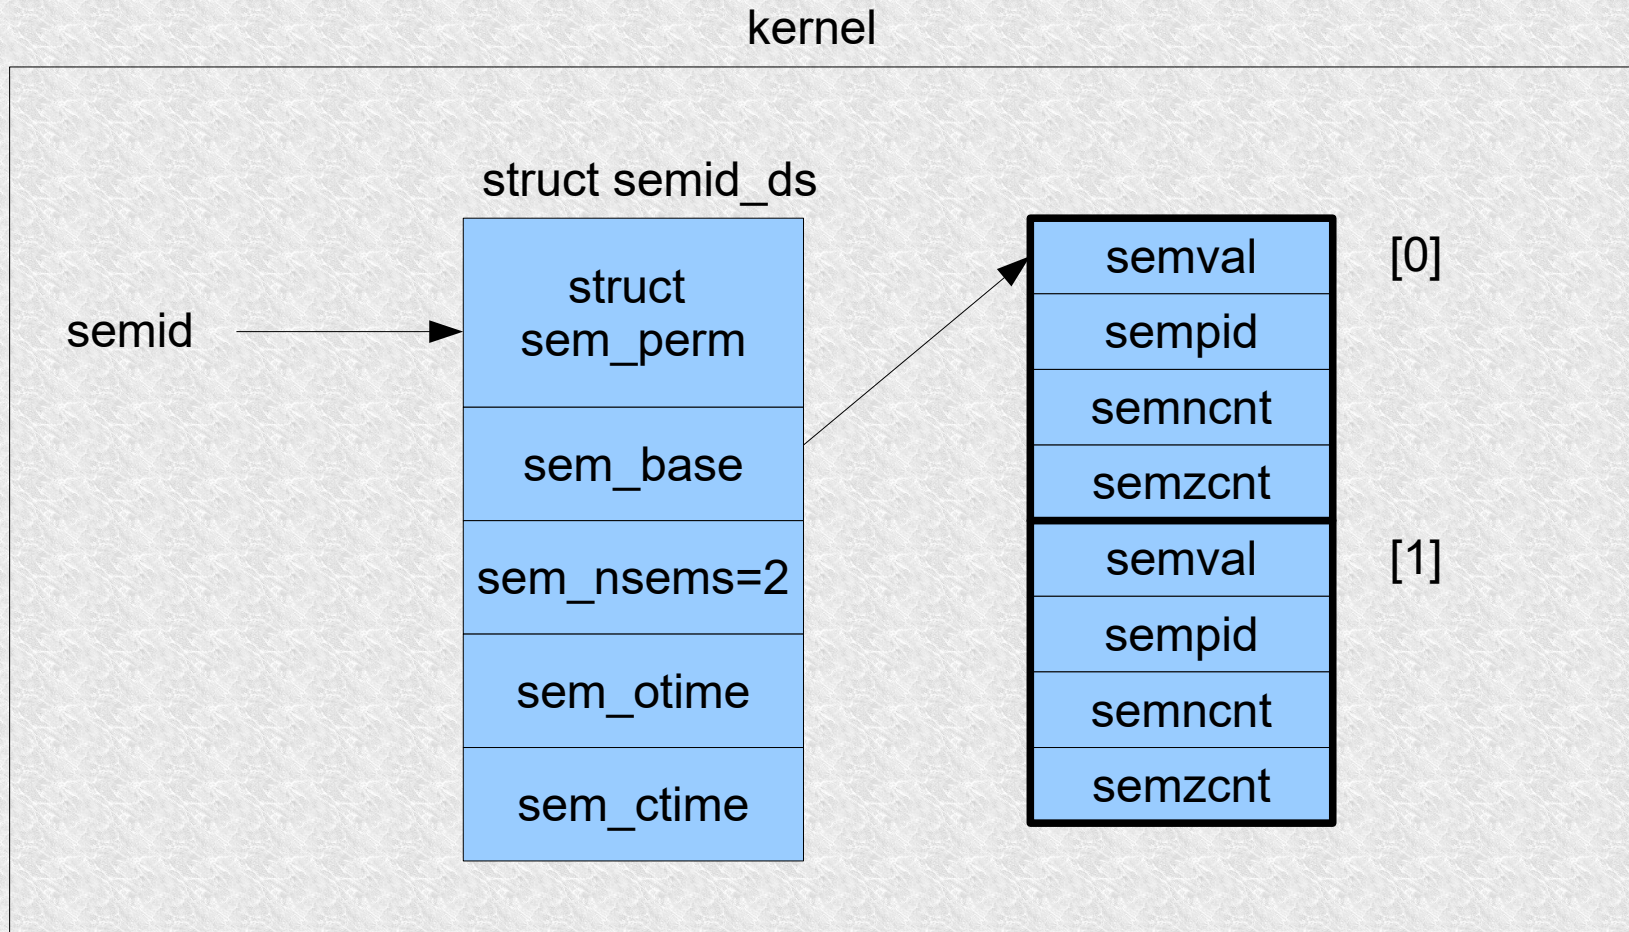 kernel
struct semid_ds
semid
struct
sem_perm
sem_base
sem_nsems=2
sem_otime
sem_ctime
semval
[0]
sempid
semncnt
semzcnt
semval
[1]
sempid
semncnt
semzcnt